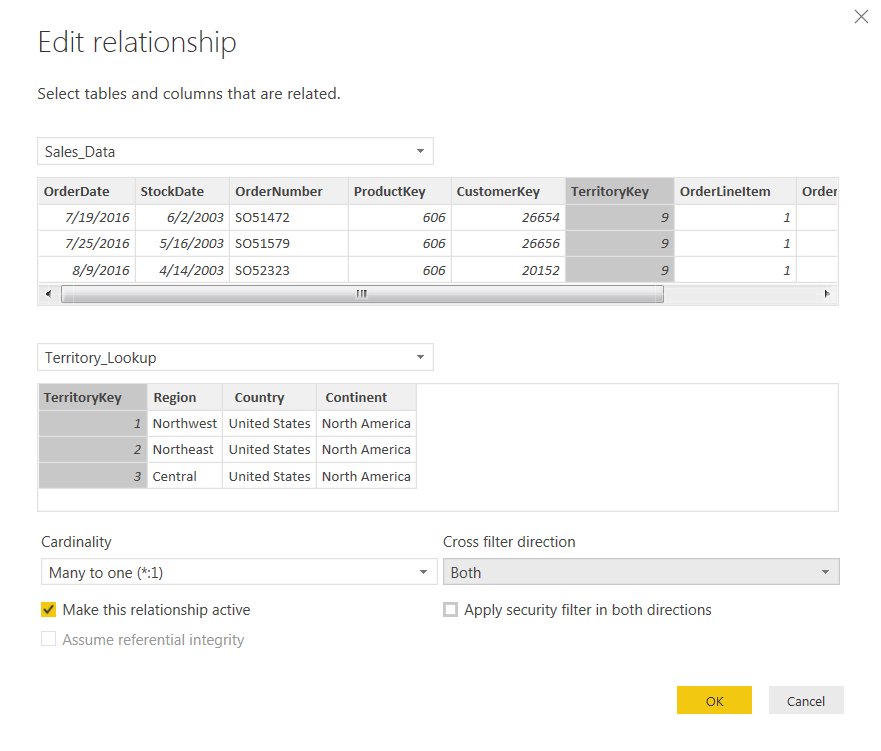 Edit relationship
Select tables and columns that are related.
Sales_Data
OrderDate StockDate OrderNumber ProductKey CustomerKey TerritoryKey OrderLineItem Order
7/19/2016 6/2/2003 SO51472 606 26654 9 1
7/25/2016 5/16/2003 SO51579 606 26656 9 1
8/9/2016 4/14/2003 SO52323 606 20152 9 1
Territory_Lookup
TerritoryKey Region Country Continent
1 Northwest United States North America
2 Northeast United States North America
3 Central United States North America
Cardinality Cross filter direction
Many to one (*:1) Both
Make this relationship active Apply security filter in both directions
Assume referential integrity
OK Cancel